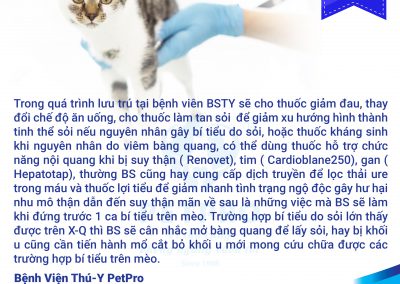 Trong quá trình lưu trú tại bệnh viên BSTY sẽ cho thuốc giảm đau, thay
đổi chế độ ăn uống, cho thuốc làm tan sỏi  để giảm xu hướng hình thành
tinh thể sỏi nếu nguyên nhân gây bí tiểu do sỏi, hoặc thuốc kháng sinh
khi nguyên nhân do viêm bàng quang, có thể dùng thuốc hỗ trợ chức
năng nội quang khi bị suy thận ( Renovet), tim ( Cardioblane250), gan (
Hepatotap), thường BS cũng hay cung cấp dịch truyền để lọc thải ure
trong máu và thuốc lợi tiểu để giảm nhanh tình trạng ngộ độc gây hư hại
nhu mô thận dẫn đến suy thận mãn về sau là những việc mà BS sẽ làm
khi đứng trước 1 ca bí tiểu trên mèo. Trường hợp bí tiểu do sỏi lớn thấy
được trên X-Q thì BS sẽ cân nhắc mở bàng quang để lấy sỏi, hay bị khối
u cũng cần tiến hành mổ cắt bỏ khối u mới mong cứu chữa được các
trường hợp bí tiểu trên mèo.
Bệnh Viện Thú-Y PetPro